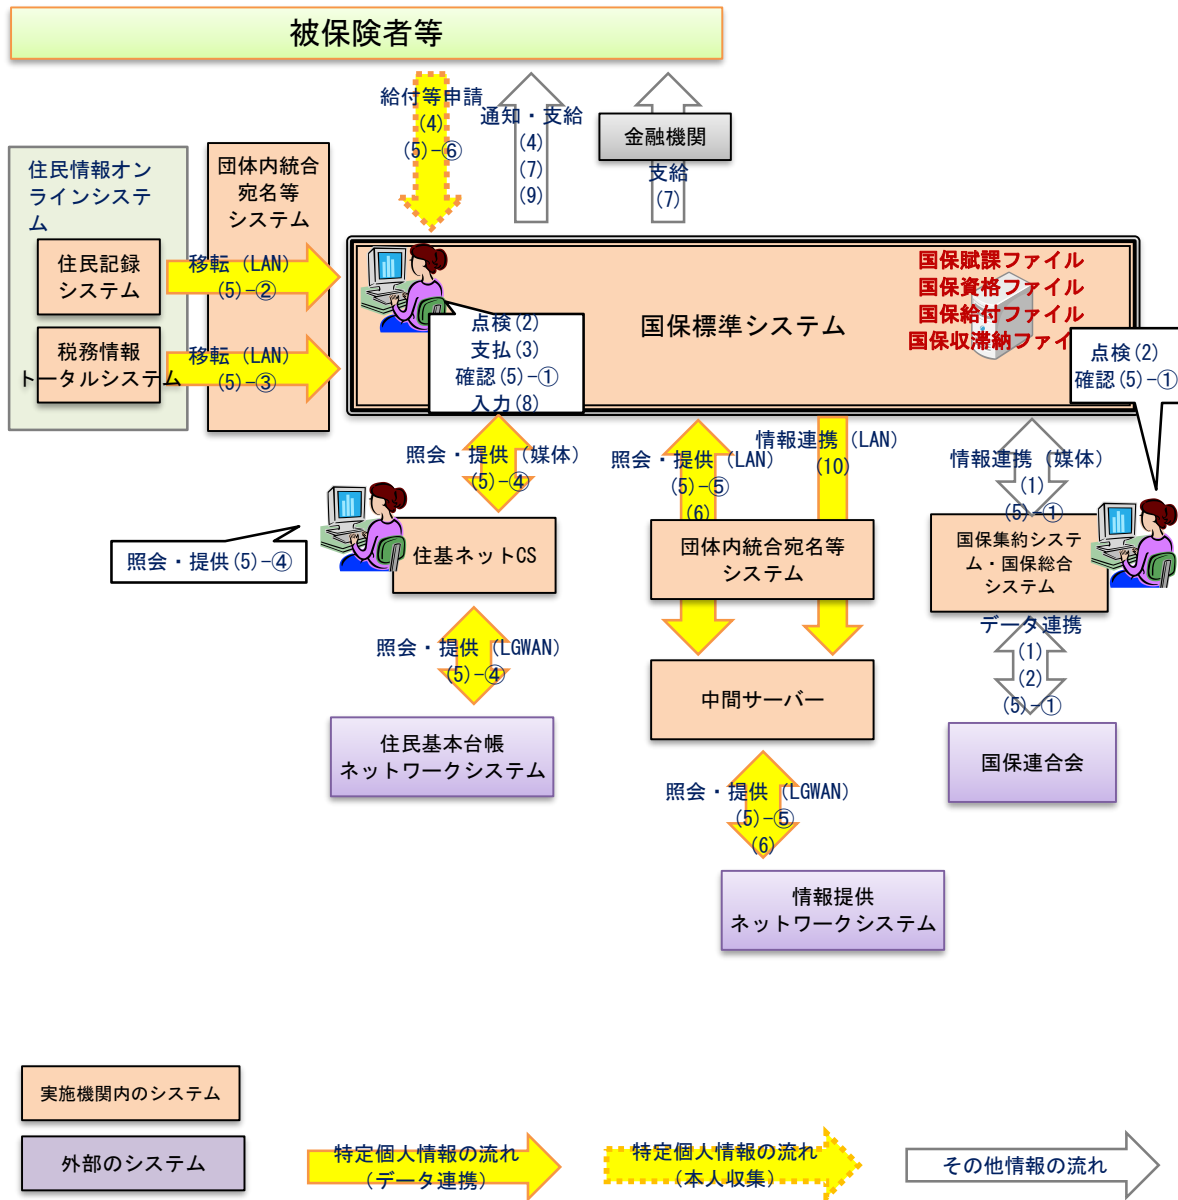 被保険者等
給付等申請
(4)
(5)-⑥
通知・支給
(4)
(7)
(9)
金融機関
支給
(7)
住民情報オン
ラインシステ
ム
団体内統合
宛名等
システム
住民記録
システム
移転(LAN)
(5)-②
税務情報
トータルシステム
移転(LAN)
(5)-③
国保標準システム
国保賦課ファイル
国保資格ファイル
国保給付ファイル
国保収滞納ファイ
点検(2)
支払(3)
確認(5)-①
入力(8)
点検(2)
確認(5)-①
照会・提供(媒体)
(5)-④
照会・提供(LAN)
(5)-⑤
(6)
情報連携(LAN)
(10)
情報連携(媒体)
(1)
(5)-①
照会・提供(5)-④
住基ネットCS
団体内統合宛名等
システム
国保集約システ
ム・国保総合
システム
照会・提供(LGWAN)
(5)-④
データ連携
(1)
(2)
(5)-①
中間サーバー
住民基本台帳
ネットワークシステム
国保連合会
照会・提供(LGWAN)
(5)-⑤
(6)
情報提供
ネットワークシステム
実施機関内のシステム
外部のシステム
特定個人情報の流れ
(データ連携)
特定個人情報の流れ
(本人収集)
その他情報の流れ